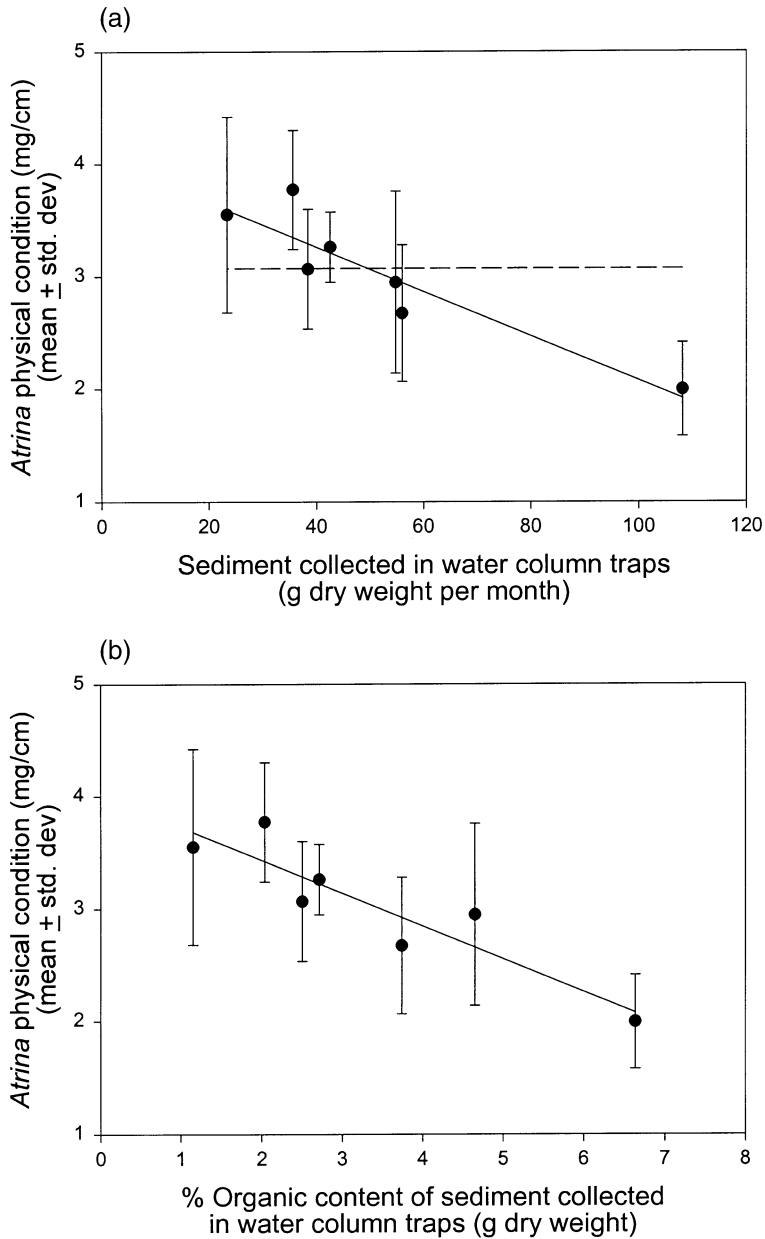 (a)
5
4
3
2
1
0 20 40 60 80 100 120
Atrina physical condition (mg/cm)
(mean ± std. dev)
Sediment collected in water column traps
(g dry weight per month)
(b)
5
4
3
2
1
0 1 2 3 4 5 6 7 8
Atrina physical condition (mg/cm)
(mean ± std. dev)
% Organic content of sediment collected
in water column traps (g dry weight)